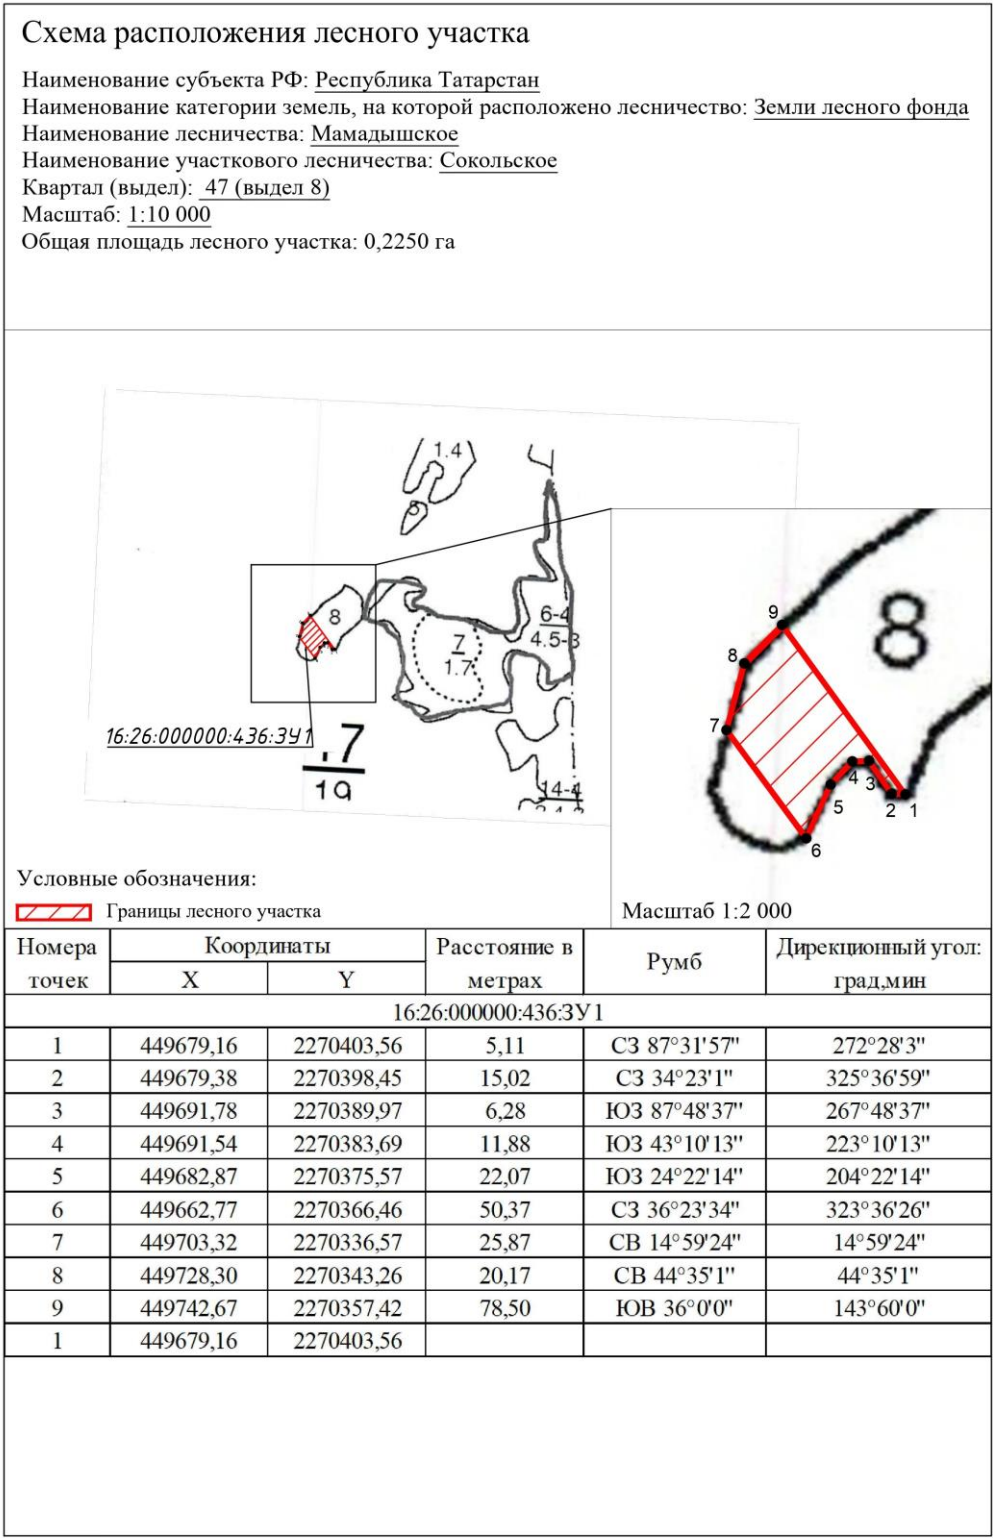 Схема расположения лесного участка
Наименование субъекта РФ: Республика Татарстан
Наименование категории земель, на которой расположено лесничество: Земли лесного фонда
Наименование лесничества: Мамадышское
Наименование участкового лесничества: Сокольское
Квартал (выдел): 47 (выдел 8)
Масштаб: 1:10 000
Общая площадь лесного участка: 0,2250 га
1.4
8
8
6-4
4.5-3
7
1.7
16:26:000000:436:ЗУ1
.7
19
14-4
8
9
8
7
4
3
5
2 1
6
Масштаб 1:2 000
Условные обозначения:
Границы лесного участка
Номера точек Координаты Расстояние в метрах Румб Дирекционный угол: град,мин
X Y
16:26:000000:436:ЗУ1
1 449679,16 2270403,56 5,11 СЗ 87°31'57" 272°28'3"
2 449679,38 2270398,45 15,02 СЗ 34°23'1" 325°36'59"
3 449691,78 2270389,97 6,28 ЮЗ 87°48'37" 267°48'37"
4 449691,54 2270383,69 11,88 ЮЗ 43°10'13" 223°10'13"
5 449682,87 2270375,57 22,07 ЮЗ 24°22'14" 204°22'14"
6 449662,77 2270366,46 50,37 СЗ 36°23'34" 323°36'26"
7 449703,32 2270336,57 25,87 СВ 14°59'24" 14°59'24"
8 449728,30 2270343,26 20,17 СВ 44°35'1" 44°35'1"
9 449742,67 2270357,42 78,50 ЮВ 36°0'0" 143°60'0"
1 449679,16 2270403,56